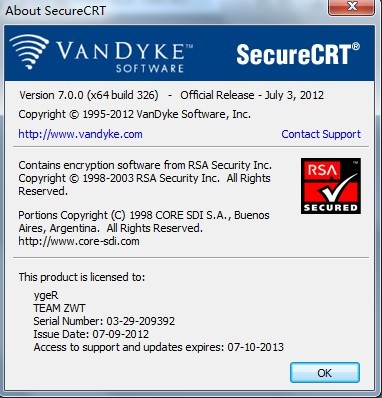 About SecureCRT
VANDYKE™ SOFTWARE
SecureCRT®
Version 7.0.0 (x64 build 326) - Official Release - July 3, 2012
Copyright © 1995-2012 VanDyke Software, Inc.
http://www.vandyke.com Contact Support
Contains encryption software from RSA Security Inc.
Copyright © 1998-2003 RSA Security Inc. All Rights
Reserved.
RSA
SECURED
Portions Copyright (C) 1998 CORE SDI S.A., Buenos
Aires, Argentina. All Rights Reserved.
http://www.core-sdi.com
This product is licensed to:
ygeR
TEAM ZWT
Serial Number: 03-29-209392
Issue Date: 07-09-2012
Access to support and updates expires: 07-10-2013
OK